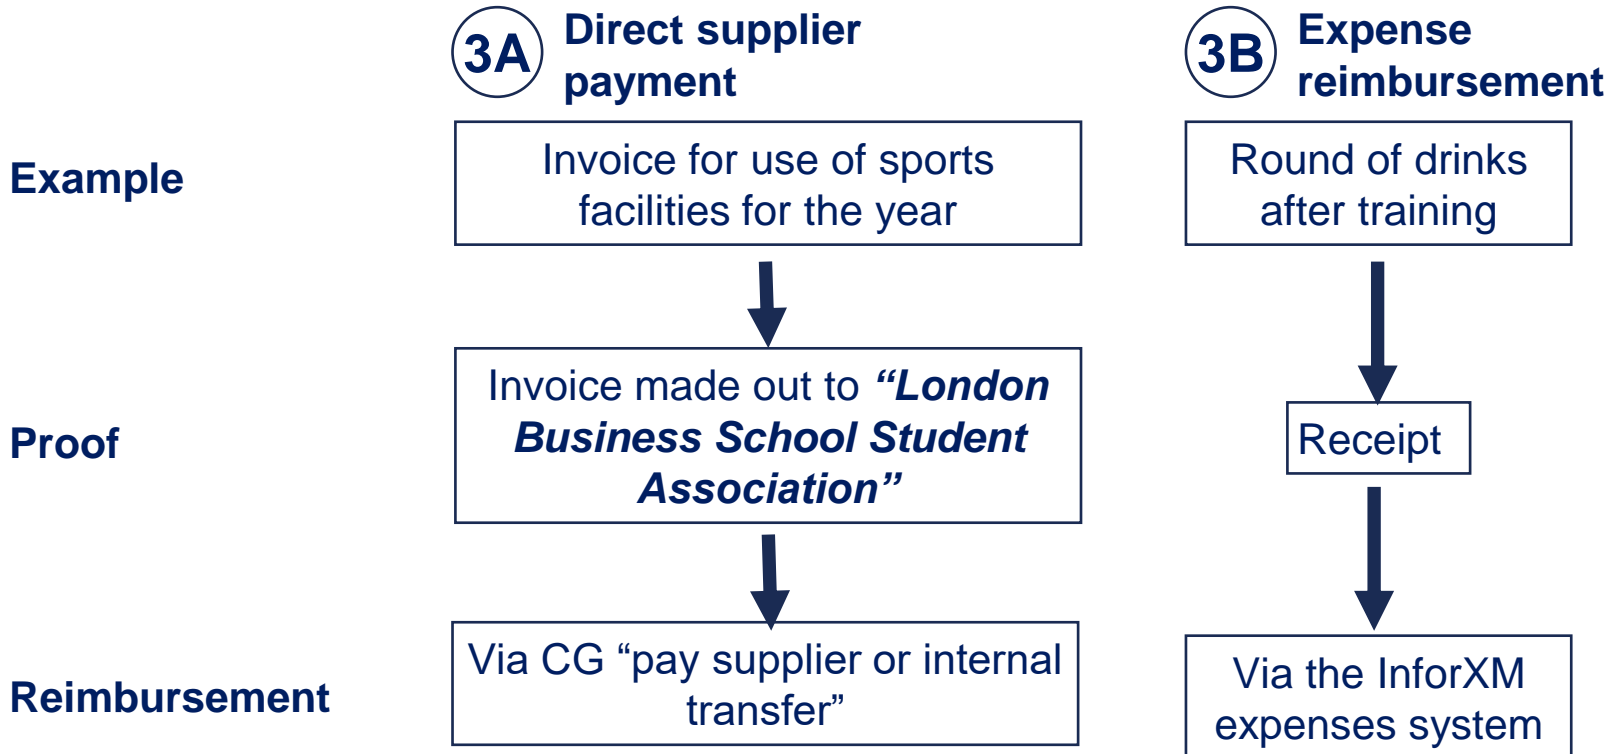 3A
Direct supplier
payment
3B
Expense
reimbursement
Example
Invoice for use of sports
facilities for the year
Round of drinks
after training
Proof
Invoice made out to “London
Business School Student
Association”
Receipt
Reimbursement
Via CG “pay supplier or internal
transfer”
Via the InforXM
expenses system